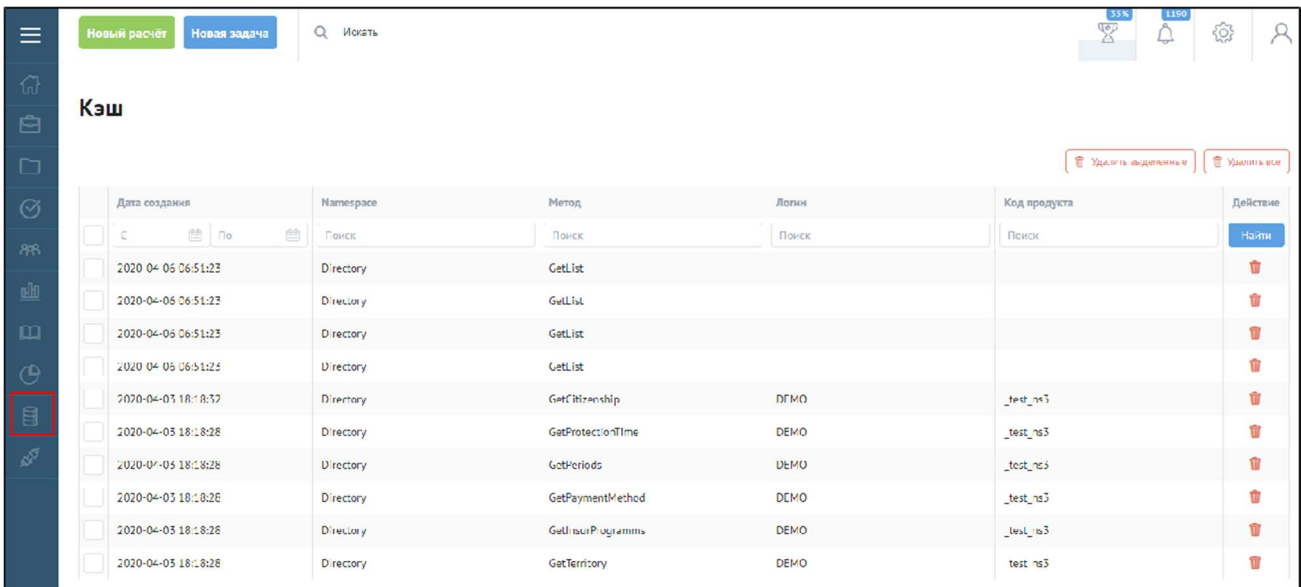 Новый расчёт Новая задача Искать 33% 1190
Кэш
Удалить выделенные Удалить все
Дата создания Namespace Метод Логин Код продукта Действие
С По Поиск Поиск Поиск Поиск Найти
2020-04-06 06:51:23 Directory GetList
2020-04-06 06:51:23 Directory GetList
2020-04-06 06:51:23 Directory GetList
2020-04-06 06:51:23 Directory GetList
2020-04-03 18:18:32 Directory GetCitizenship DEMO _test_ns3
2020-04-03 18:18:28 Directory GetProtectionTime DEMO _test_ns3
2020-04-03 18:18:28 Directory GetPeriods DEMO _test_ns3
2020-04-03 18:18:28 Directory GetPaymentMethod DEMO _test_ns3
2020-04-03 18:18:28 Directory GetInsurProgramms DEMO _test_ns3
2020-04-03 18:18:28 Directory GetTerritory DEMO _test_ns3